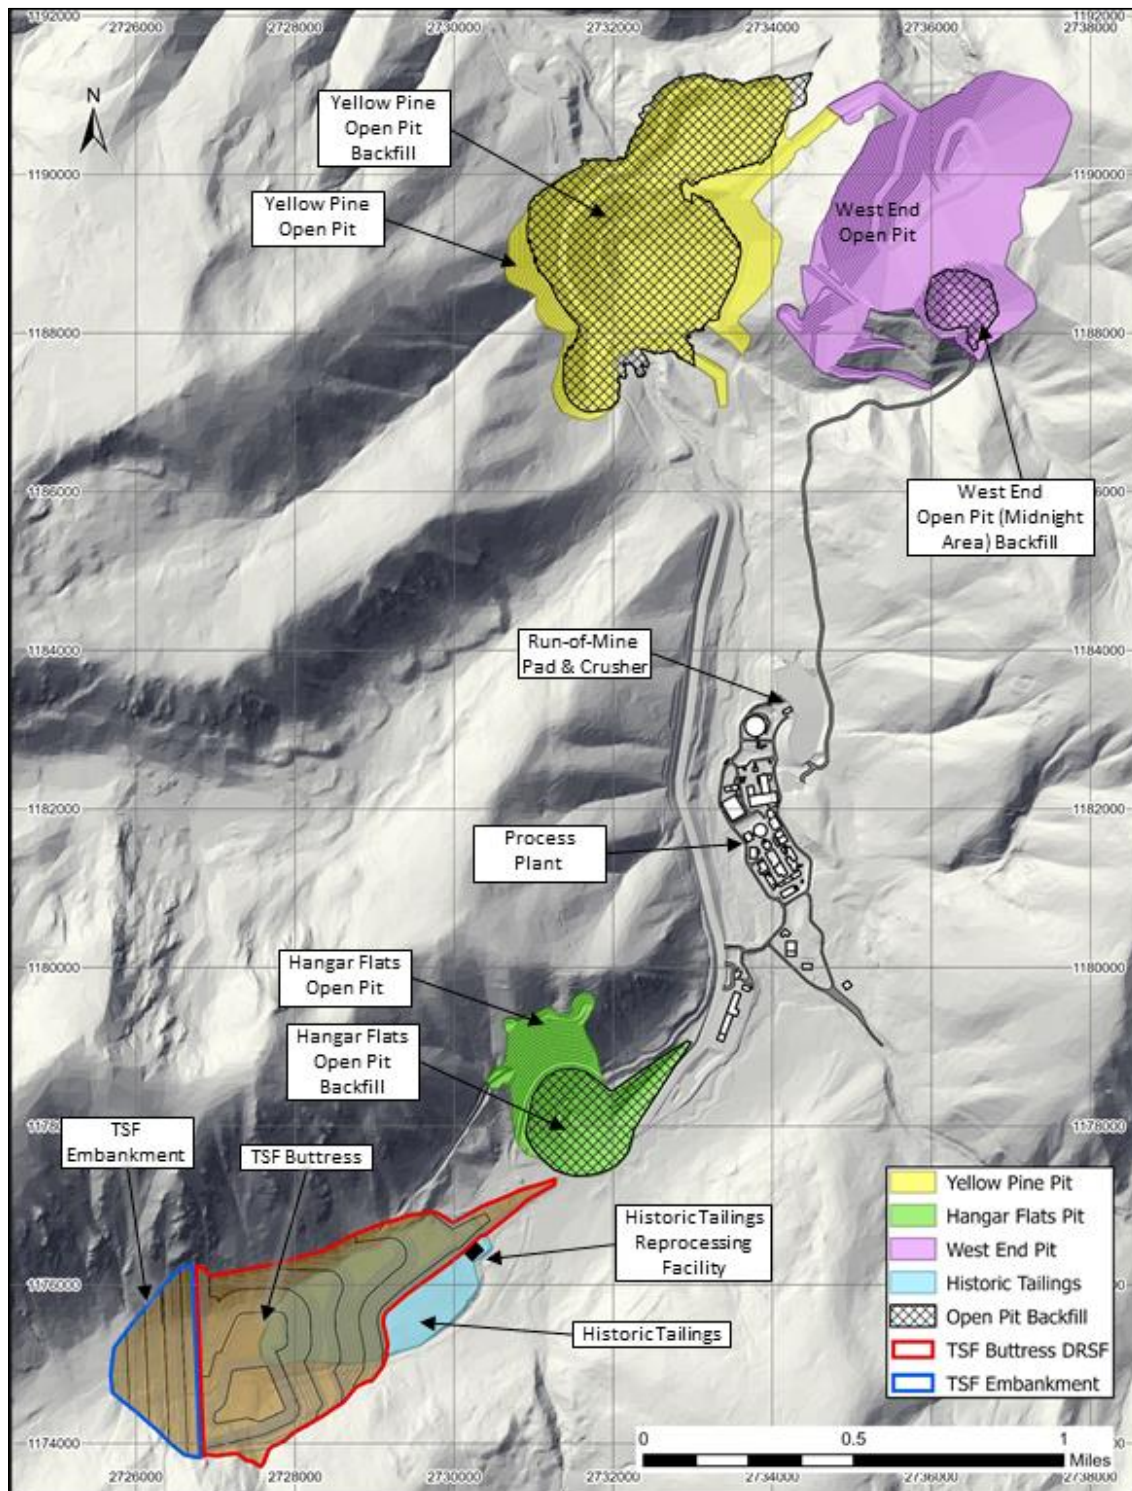 1192000
2726000
2728000
2730000
2732000
2734000
2736000
1192000
2738000
N
Yellow Pine
Open Pit
Backfill
1190000
1190000
Yellow Pine
Open Pit
West End
Open Pit
1188000
1188000
1186000
6000
West End
Open Pit (Midnight
Area) Backfill
Run-of-Mine
Pad & Crusher
1184000
1184000
1182000
1182000
Process
Plant
1180000
1180000
Hangar Flats
Open Pit
Hangar Flats
Open Pit
Backfill
1178000
1178000
TSF
Embankment
TSF Buttress
Historic Tailings
Reprocessing
Facility
Historic Tailings
1176000
Yellow Pine Pit
Hangar Flats Pit
West End Pit
Historic Tailings
Open Pit Backfill
TSF Buttress DRSF
TSF Embankment
1174000
0
0.5
1
Miles
2726000
2728000
2730000
2732000
2734000
2736000
2738000